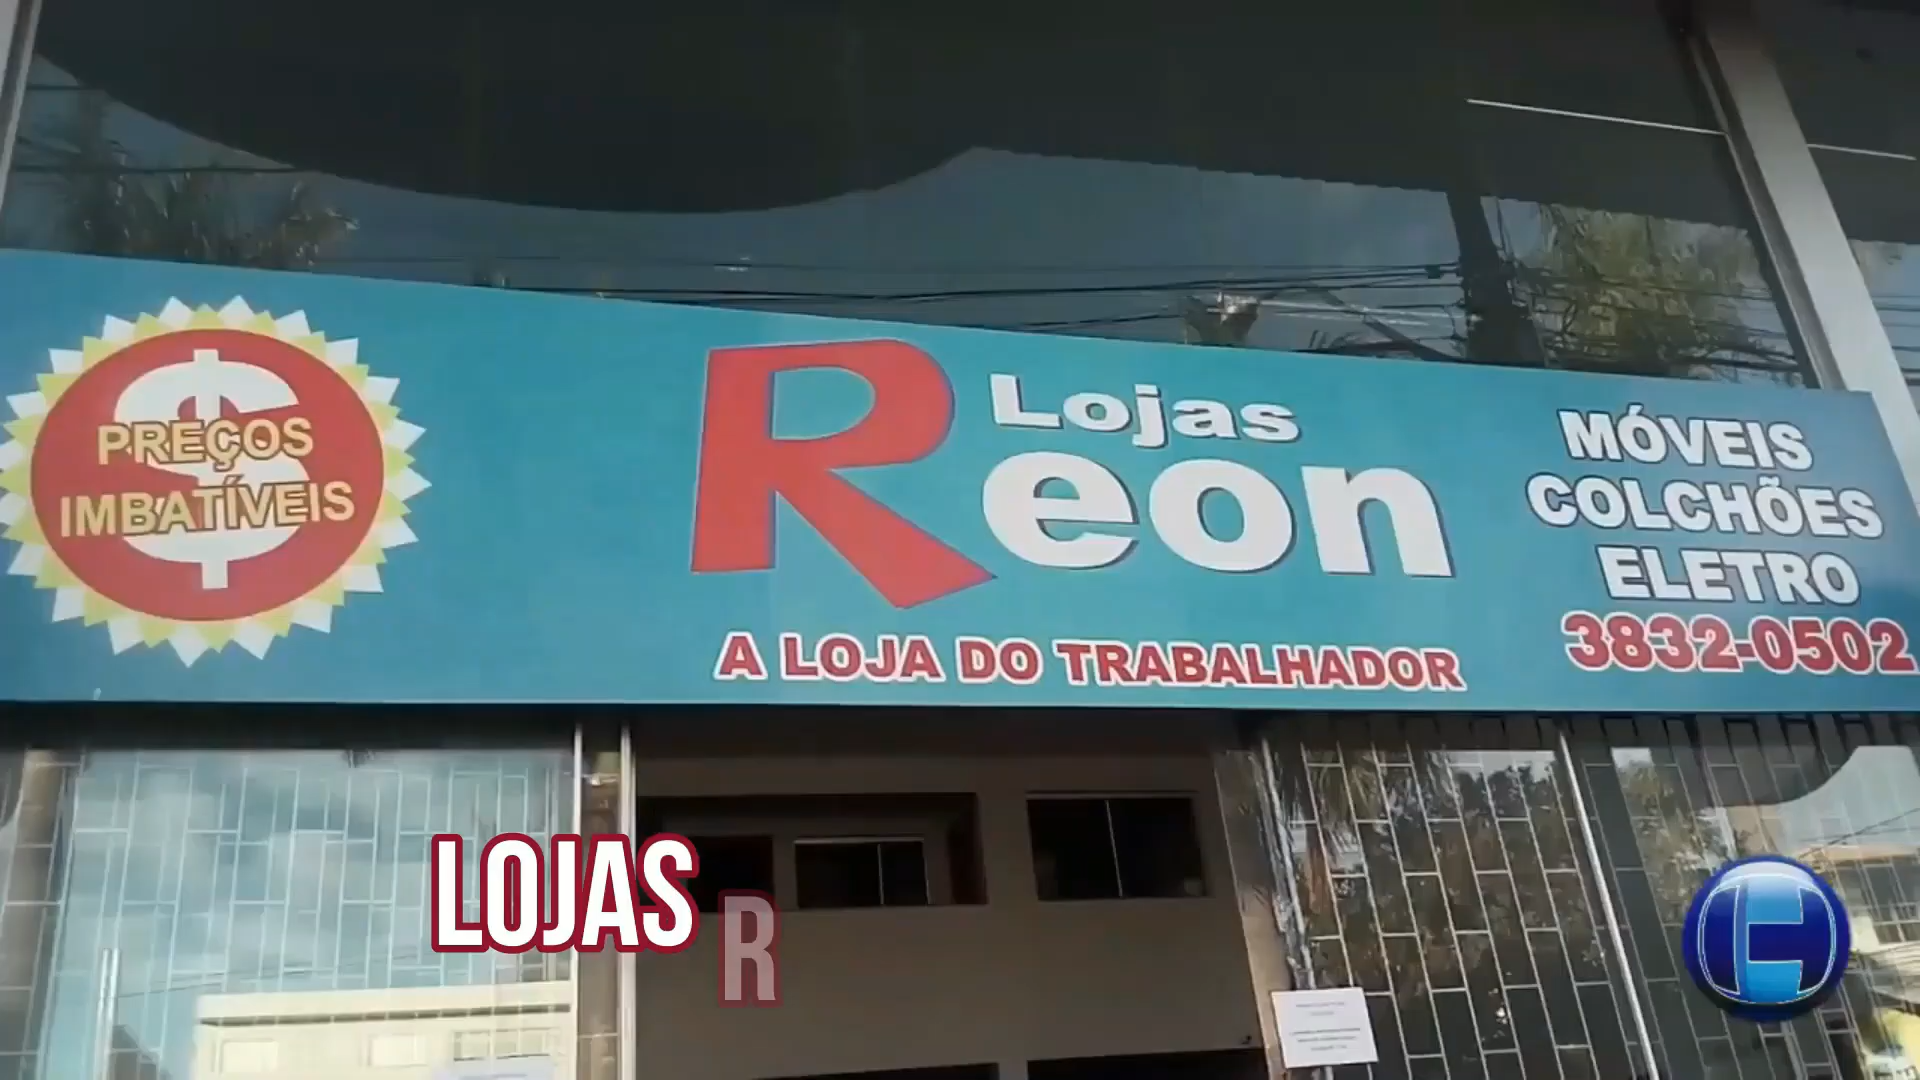 PREÇOS
IMBATÍVEIS
Lojas
Reon
A LOJA DO TRABALHADOR
MÓVEIS
COLCHÕES
ELETRO
3832-0502
LOJAS R